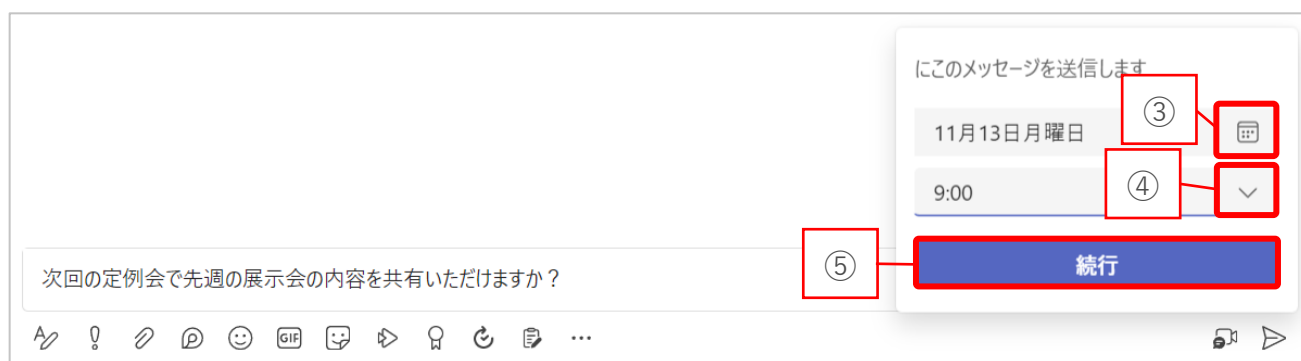 にこのメッセージを送信します
③
11月13日月曜日
④
9:00
⑤
続行
次回の定例会で先週の展示会の内容を共有いただけますか？
GIF